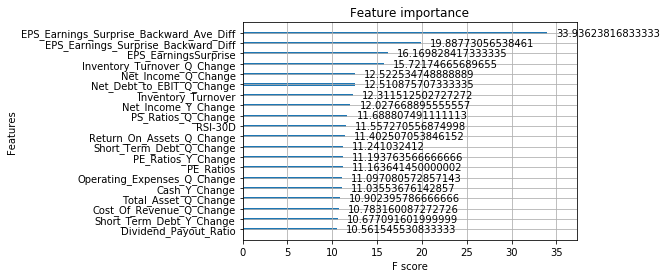 Feature importance
EPS_Earnings_Surprise_Backward_Ave_Diff 33.93623816833333
EPS_Earnings_Surprise_Backward_Diff 19.88773056538461
EPS_EarningsSurprise 16.169828417333335
Inventory_Turnover_Q_Change 15.72174665689655
Net_Income_Q_Change 12.522534748888889
Net_Debt_to_EBIT_Q_Change 12.510875707333335
Inventory_Turnover 12.311512502727272
Net_Income_Y_Change 12.027668895555557
PS_Ratios_Q_Change 11.688807491111113
RSI-30D 11.557270556874998
Return_On_Assets_Q_Change 11.402507053846152
Short_Term_Debt_Q_Change 11.241032412
PE_Ratios_Y_Change 11.193763566666666
PE_Ratios 11.163641450000002
Operating_Expenses_Q_Change 11.097080572857143
Cash_Y_Change 11.03553676142857
Total_Asset_Q_Change 10.902395786666666
Cost_Of_Revenue_Q_Change 10.783160087272726
Short_Term_Debt_Y_Change 10.677091601999999
Dividend_Payout_Ratio 10.561545530833333
Features
0 5 10 15 20 25 30 35
F score